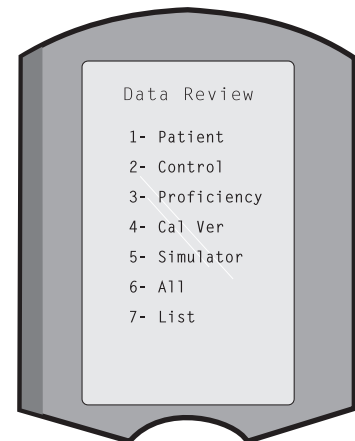 Data Review
1- Patient
2- Control
3- Proficiency
4- Cal Ver
5- Simulator
6- All
7- List